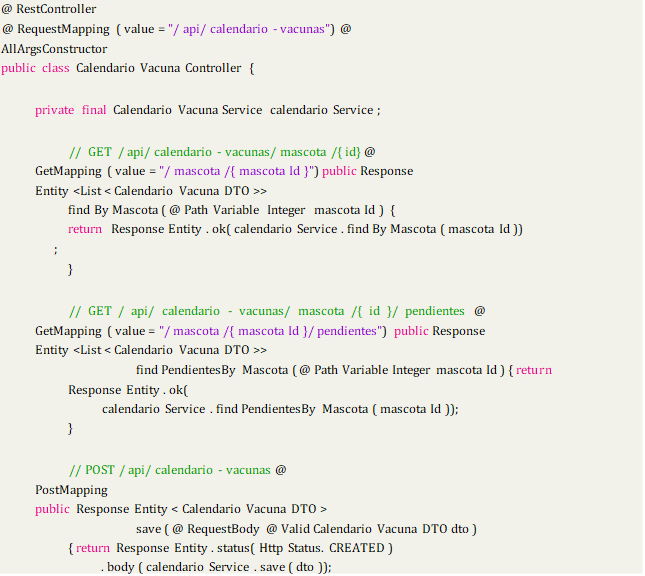 @ RestController
@ RequestMapping ( value = "/ api/ calendario - vacunas") @
AllArgsConstructor
public class Calendario Vacuna Controller {
private final Calendario Vacuna Service calendario Service ;
// GET / api/ calendario - vacunas/ mascota /{ id} @
GetMapping ( value = "/ mascota /{ mascota Id }") public Response
Entity <List < Calendario Vacuna DTO >>
find By Mascota ( @ Path Variable Integer mascota Id ) {
return Response Entity . ok( calendario Service . find By Mascota ( mascota Id ))
;
}
// GET / api/ calendario - vacunas/ mascota /{ id }/ pendientes @
GetMapping ( value = "/ mascota /{ mascota Id }/ pendientes") public Response
Entity <List < Calendario Vacuna DTO >>
find PendientesBy Mascota ( @ Path Variable Integer mascota Id ) { return
Response Entity . ok(
calendario Service . find PendientesBy Mascota ( mascota Id ));
}
// POST / api/ calendario - vacunas @
PostMapping
public Response Entity < Calendario Vacuna DTO >
save ( @ RequestBody @ Valid Calendario Vacuna DTO dto )
{ return Response Entity . status( Http Status. CREATED )
. body ( calendario Service . save ( dto ));